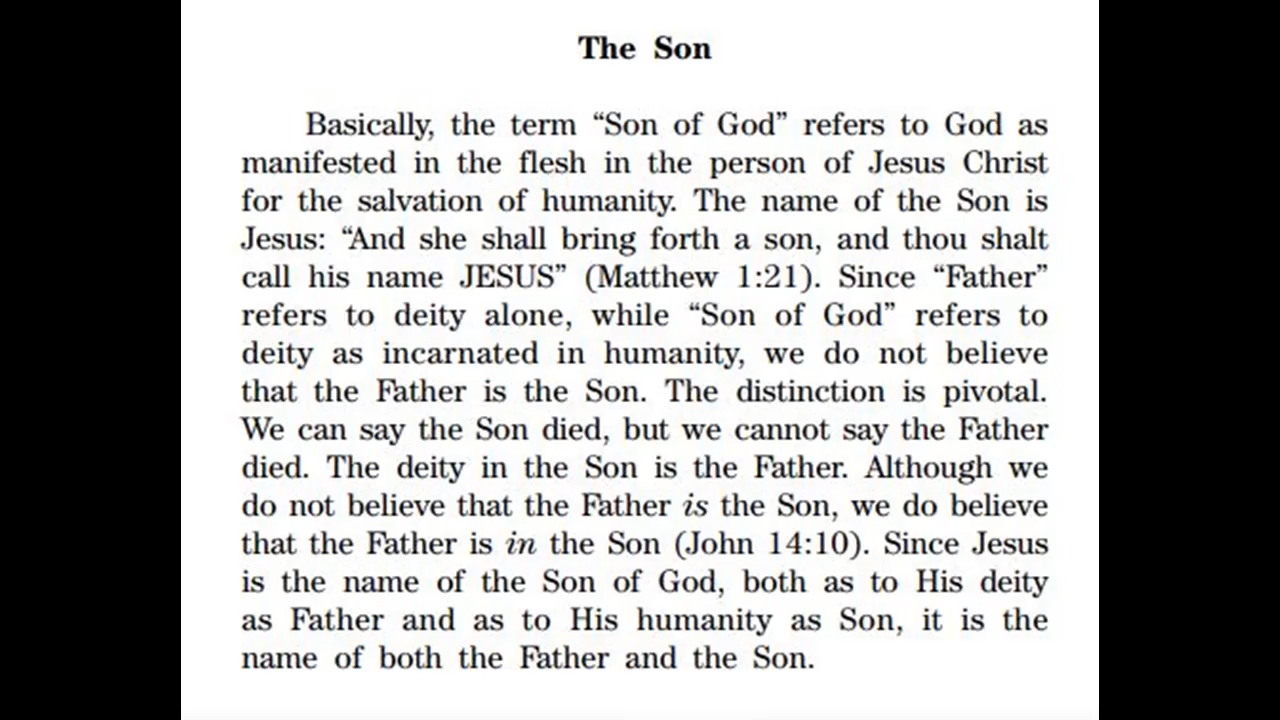 The Son
Basically, the term “Son of God” refers to God as
manifested in the flesh in the person of Jesus Christ
for the salvation of humanity. The name of the Son is
Jesus: “And she shall bring forth a son, and thou shalt
call his name JESUS” (Matthew 1:21). Since “Father”
refers to deity alone, while “Son of God” refers to
deity as incarnated in humanity, we do not believe
that the Father is the Son. The distinction is pivotal.
We can say the Son died, but we cannot say the Father
died. The deity in the Son is the Father. Although we
do not believe that the Father is the Son, we do believe
that the Father is in the Son (John 14:10). Since Jesus
is the name of the Son of God, both as to His deity
as Father and as to His humanity as Son, it is the
name of both the Father and the Son.